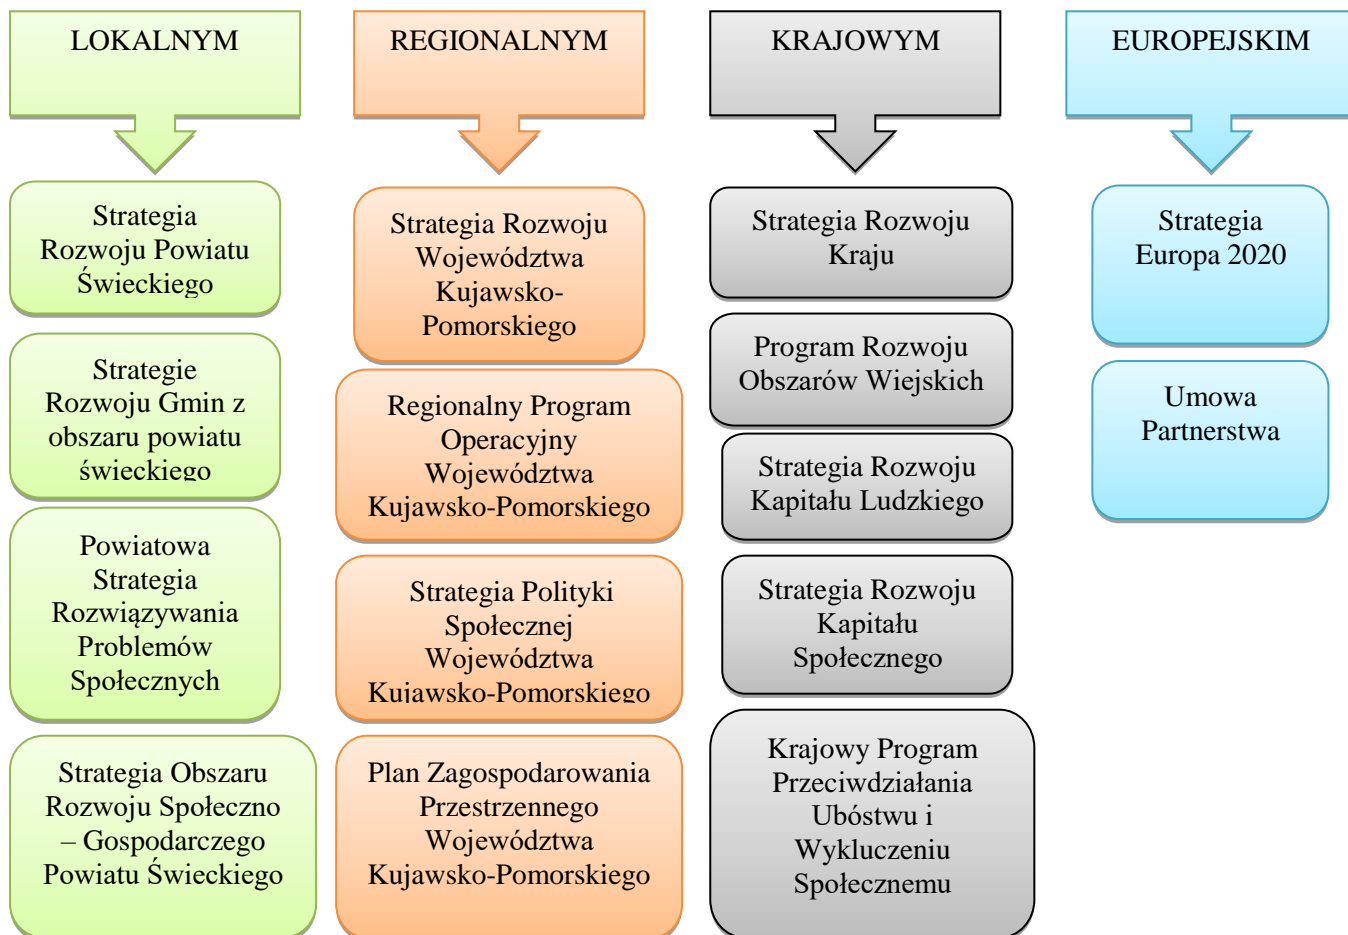 LOKALNYM
Strategia
Rozwoju Powiatu
Świeckiego
Strategie
Rozwoju Gmin z
obszaru powiatu
świeckiego
Powiatowa
Strategia
Rozwiązywania
Problemów
Społecznych
Strategia Obszaru
Rozwoju Społeczno
– Gospodarczego
Powiatu Świeckiego
REGIONALNYM
Strategia Rozwoju
Województwa
Kujawsko-
Pomorskiego
Regionalny Program
Operacyjny
Województwa
Kujawsko-Pomorskiego
Strategia Polityki
Społecznej
Województwa
Kujawsko-Pomorskiego
Plan Zagospodarowania
Przestrzennego
Województwa
Kujawsko-Pomorskiego
KRAJOWYM
Strategia Rozwoju
Kraju
Program Rozwoju
Obszarów Wiejskich
Strategia Rozwoju
Kapitału Ludzkiego
Strategia Rozwoju
Kapitału
Społecznego
Krajowy Program
Przeciwdziałania
Ubóstwu i
Wykluczeniu
Społecznemu
EUROPEJSKIM
Strategia
Europa 2020
Umowa
Partnerstwa